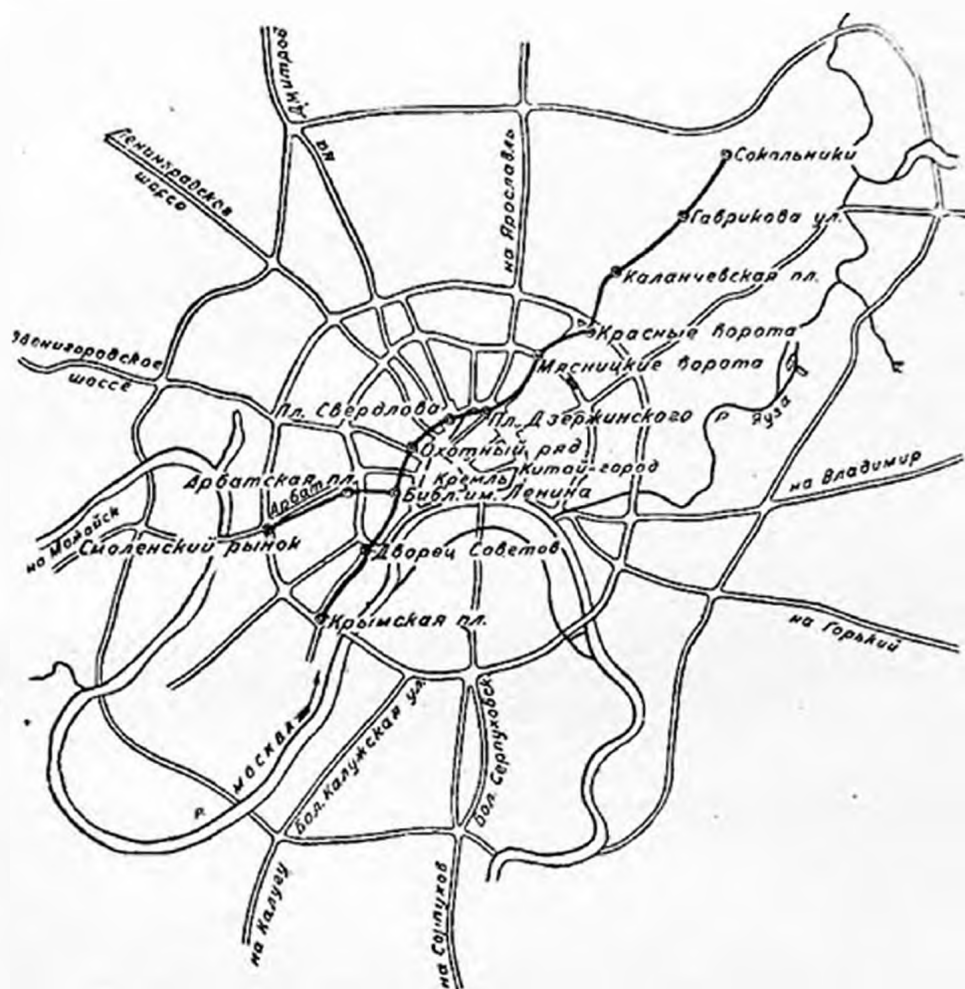 на Дмитров
Ленинградское
шоссе
на Ярославль
Сокольники
Гаврикова ул.
Каланчевская пл.
Красные ворота
Мясницкие ворота
Звенигородское
шоссе
Пл. Свердлова
Пл. Дзержинского
р. Яуза
Охотный ряд
Китай-город
Кремль
Арбатская пл.
Арбат
Библ. им. Ленина
на Владимир
на Можайск
Смоленский рынок
Дворец Советов
Крымская пл.
на Горький
р. Москва
Бол. Калужская ул.
Бол. Серпуховск
на Калугу
на Серпухов